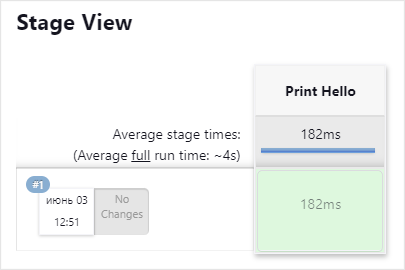 Stage View
Print Hello
Average stage times:
182ms
(Average full run time: ~4s)
#1
июнь 03
12:51
No
Changes
182ms